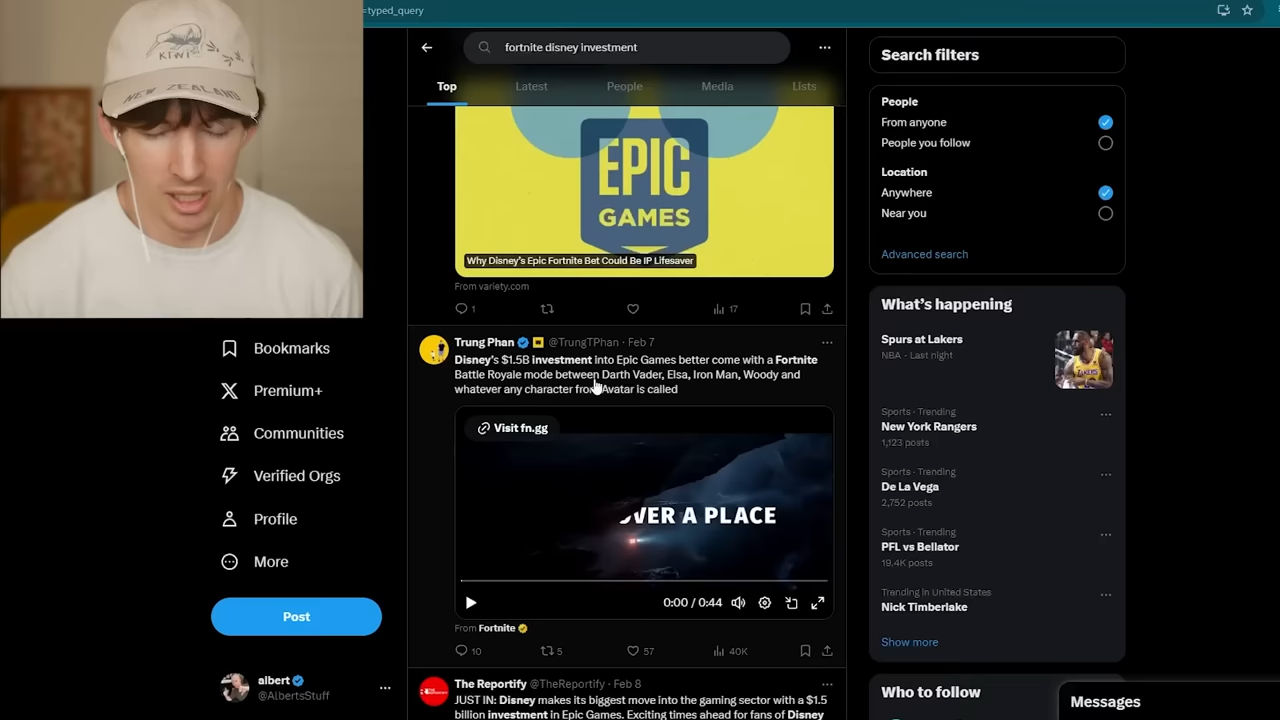 =typed_query
KIWI
NEW ZEALAND
fortnite disney investment
Top
Latest
People
Media
Lists
EPIC
GAMES
Why Disney's Epic Fortnite Bet Could Be IP Lifesaver
From variety.com
1
17
Trung Phan @TrungTPhan · Feb 7
Disney's $1.5B investment into Epic Games better come with a Fortnite
Battle Royale mode between Darth Vader, Elsa, Iron Man, Woody and
whatever any character from Avatar is called
Visit fn.gg
OVER A PLACE
0:00 / 0:44
From Fortnite
10
5
57
40K
The Reportify @TheReportify · Feb 8
JUST IN: Disney makes its biggest move into the gaming sector with a $1.5
billion investment in Epic Games. Exciting times ahead for fans of Disney
Bookmarks
Premium+
Communities
Verified Orgs
Profile
More
Post
albert
@AlbertsStuff
Search filters
People
From anyone
People you follow
Location
Anywhere
Near you
Advanced search
What's happening
Spurs at Lakers
NBA · Last night
Sports · Trending
New York Rangers
1,123 posts
Sports · Trending
De La Vega
2,752 posts
Sports · Trending
PFL vs Bellator
19.4K posts
Trending in United States
Nick Timberlake
Show more
Who to follow
Messages